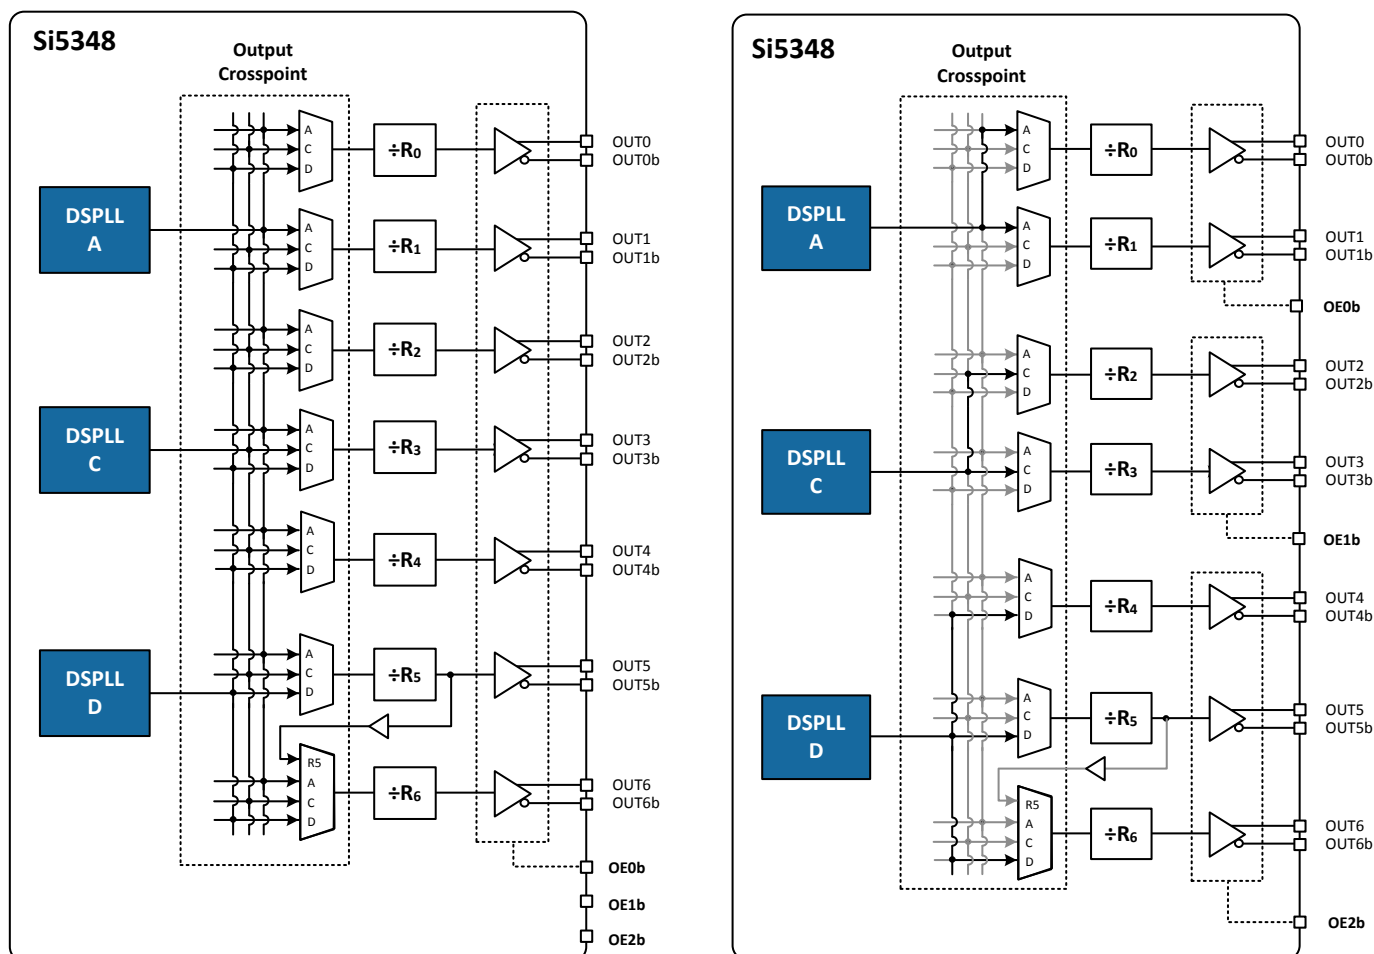 Si5348
Output
Crosspoint
A
C
D
÷R0
OUT0
OUT0b
DSPLL
A
A
C
D
÷R1
OUT1
OUT1b
A
C
D
÷R2
OUT2
OUT2b
DSPLL
C
A
C
D
÷R3
OUT3
OUT3b
A
C
D
÷R4
OUT4
OUT4b
DSPLL
D
A
C
D
÷R5
OUT5
OUT5b
R5
A
C
D
÷R6
OUT6
OUT6b
OE0b
OE1b
OE2b
Si5348
Output
Crosspoint
A
C
D
÷R0
OUT0
OUT0b
DSPLL
A
A
C
D
÷R1
OUT1
OUT1b
OE0b
A
C
D
÷R2
OUT2
OUT2b
DSPLL
C
A
C
D
÷R3
OUT3
OUT3b
OE1b
A
C
D
÷R4
OUT4
OUT4b
DSPLL
D
A
C
D
÷R5
OUT5
OUT5b
R5
A
C
D
÷R6
OUT6
OUT6b
OE2b